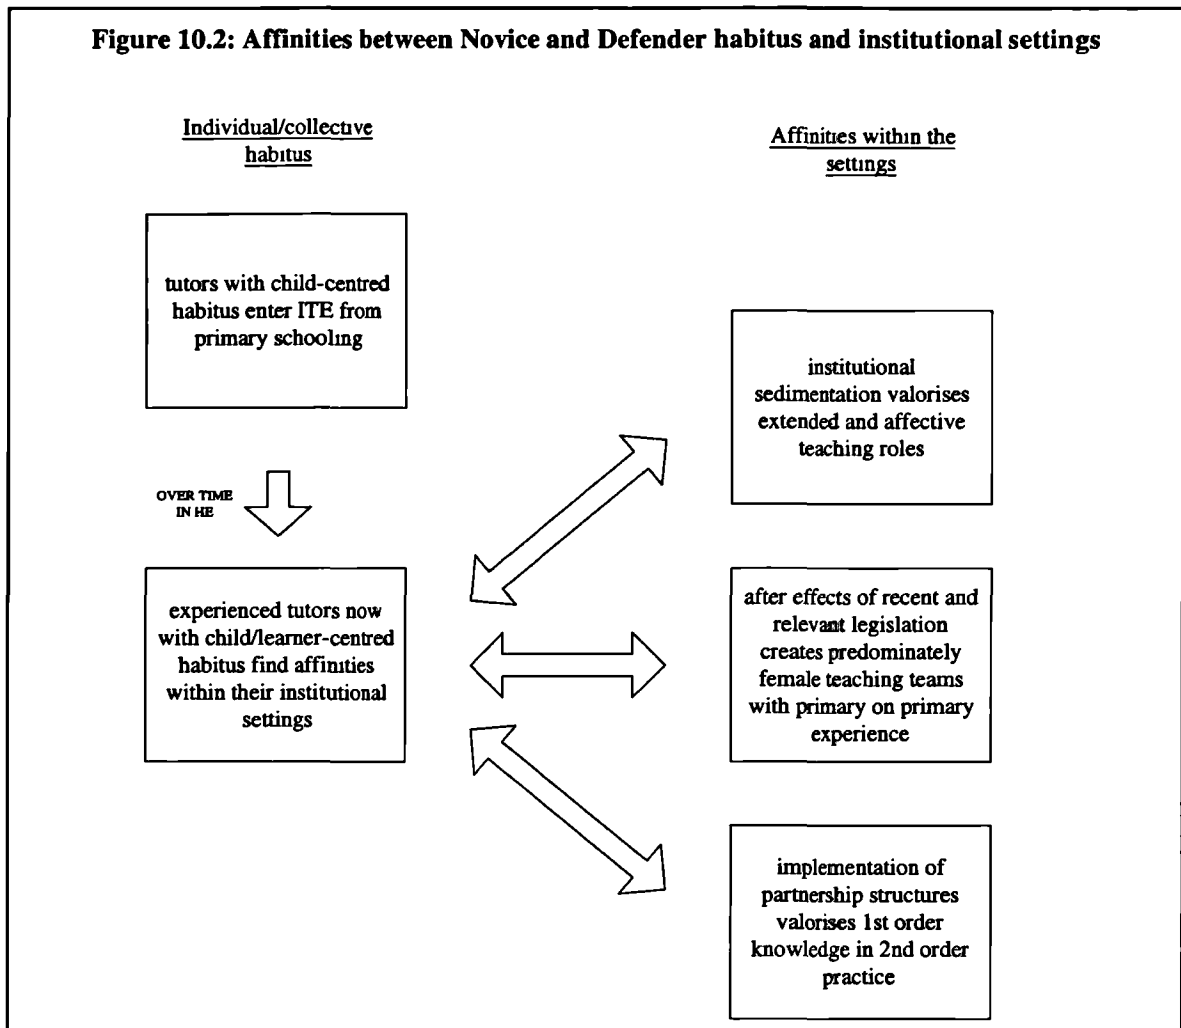 Figure 10.2: Affinities between Novice and Defender habitus and institutional settings
Individual/collective
habitus
tutors with child-centred
habitus enter ITE from
primary schooling
OVER TIME
IN HE
experienced tutors now
with child/learner-centred
habitus find affinities
within their institutional
settings
Affinities within the
settings
institutional
sedimentation valorises
extended and affective
teaching roles
after effects of recent and
relevant legislation
creates predominately
female teaching teams
with primary on primary
experience
implementation of
partnership structures
valorises 1st order
knowledge in 2nd order
practice